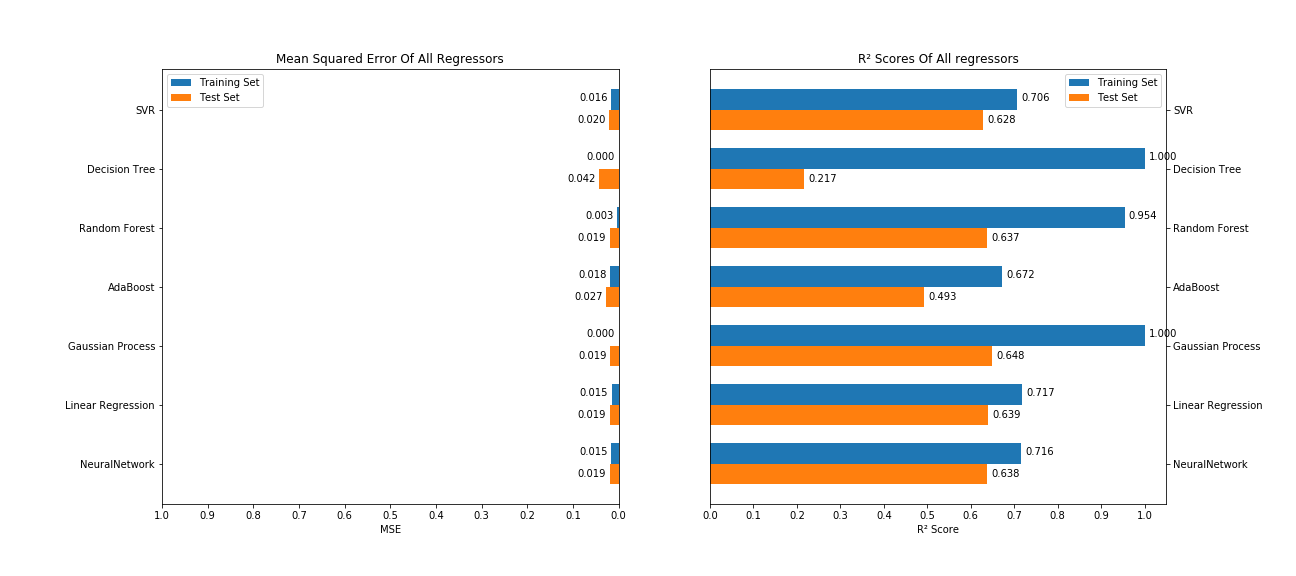 Mean Squared Error Of All Regressors
Training Set
Test Set
SVR
0.016
0.020
Decision Tree
0.000
0.042
Random Forest
0.003
0.019
AdaBoost
0.018
0.027
Gaussian Process
0.000
0.019
Linear Regression
0.015
0.019
NeuralNetwork
0.015
0.019
1.0 0.9 0.8 0.7 0.6 0.5 0.4 0.3 0.2 0.1 0.0
MSE
R² Scores Of All regressors
Training Set
Test Set
0.706
SVR
0.628
1.000
Decision Tree
0.217
0.954
Random Forest
0.637
0.672
AdaBoost
0.493
1.000
Gaussian Process
0.648
0.717
Linear Regression
0.639
0.716
NeuralNetwork
0.638
0.0 0.1 0.2 0.3 0.4 0.5 0.6 0.7 0.8 0.9 1.0
R² Score